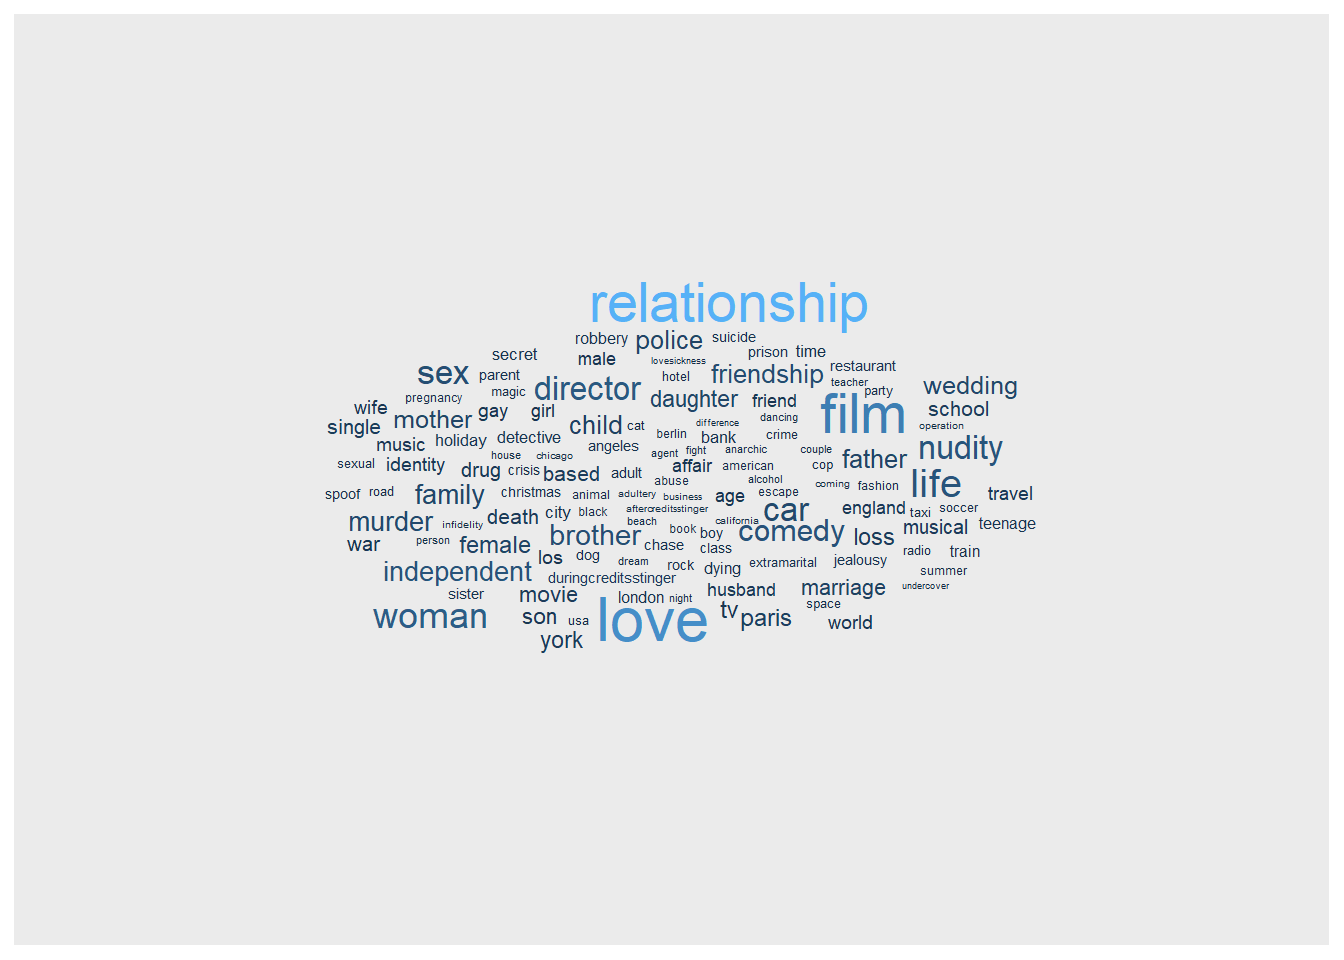 relationship
robbery police suicide
secret male lovesickness prison time
sex parent hotel friendship restaurant
pregnancy magic director daughter friend teacher party wedding
wife gay girl film school
single mother child cat difference dancing operation
music holiday detective angeles berlin bank crime
house chicago agent fight anarchic couple nudity
sexual identity drug crisis based adult affair american cop father
spoof road family christmas animal adultery abuse business age alcohol escape coming fashion life travel
murder infidelity death city black aftercreditsstinger beach california car england taxi soccer
war person female brother book boy comedy loss musical teenage
los dog chase class radio train
independent duringcreditsstinger dream rock dying extramarital jealousy summer
sister movie london night husband marriage undercover
woman son usa love tv paris space world
york